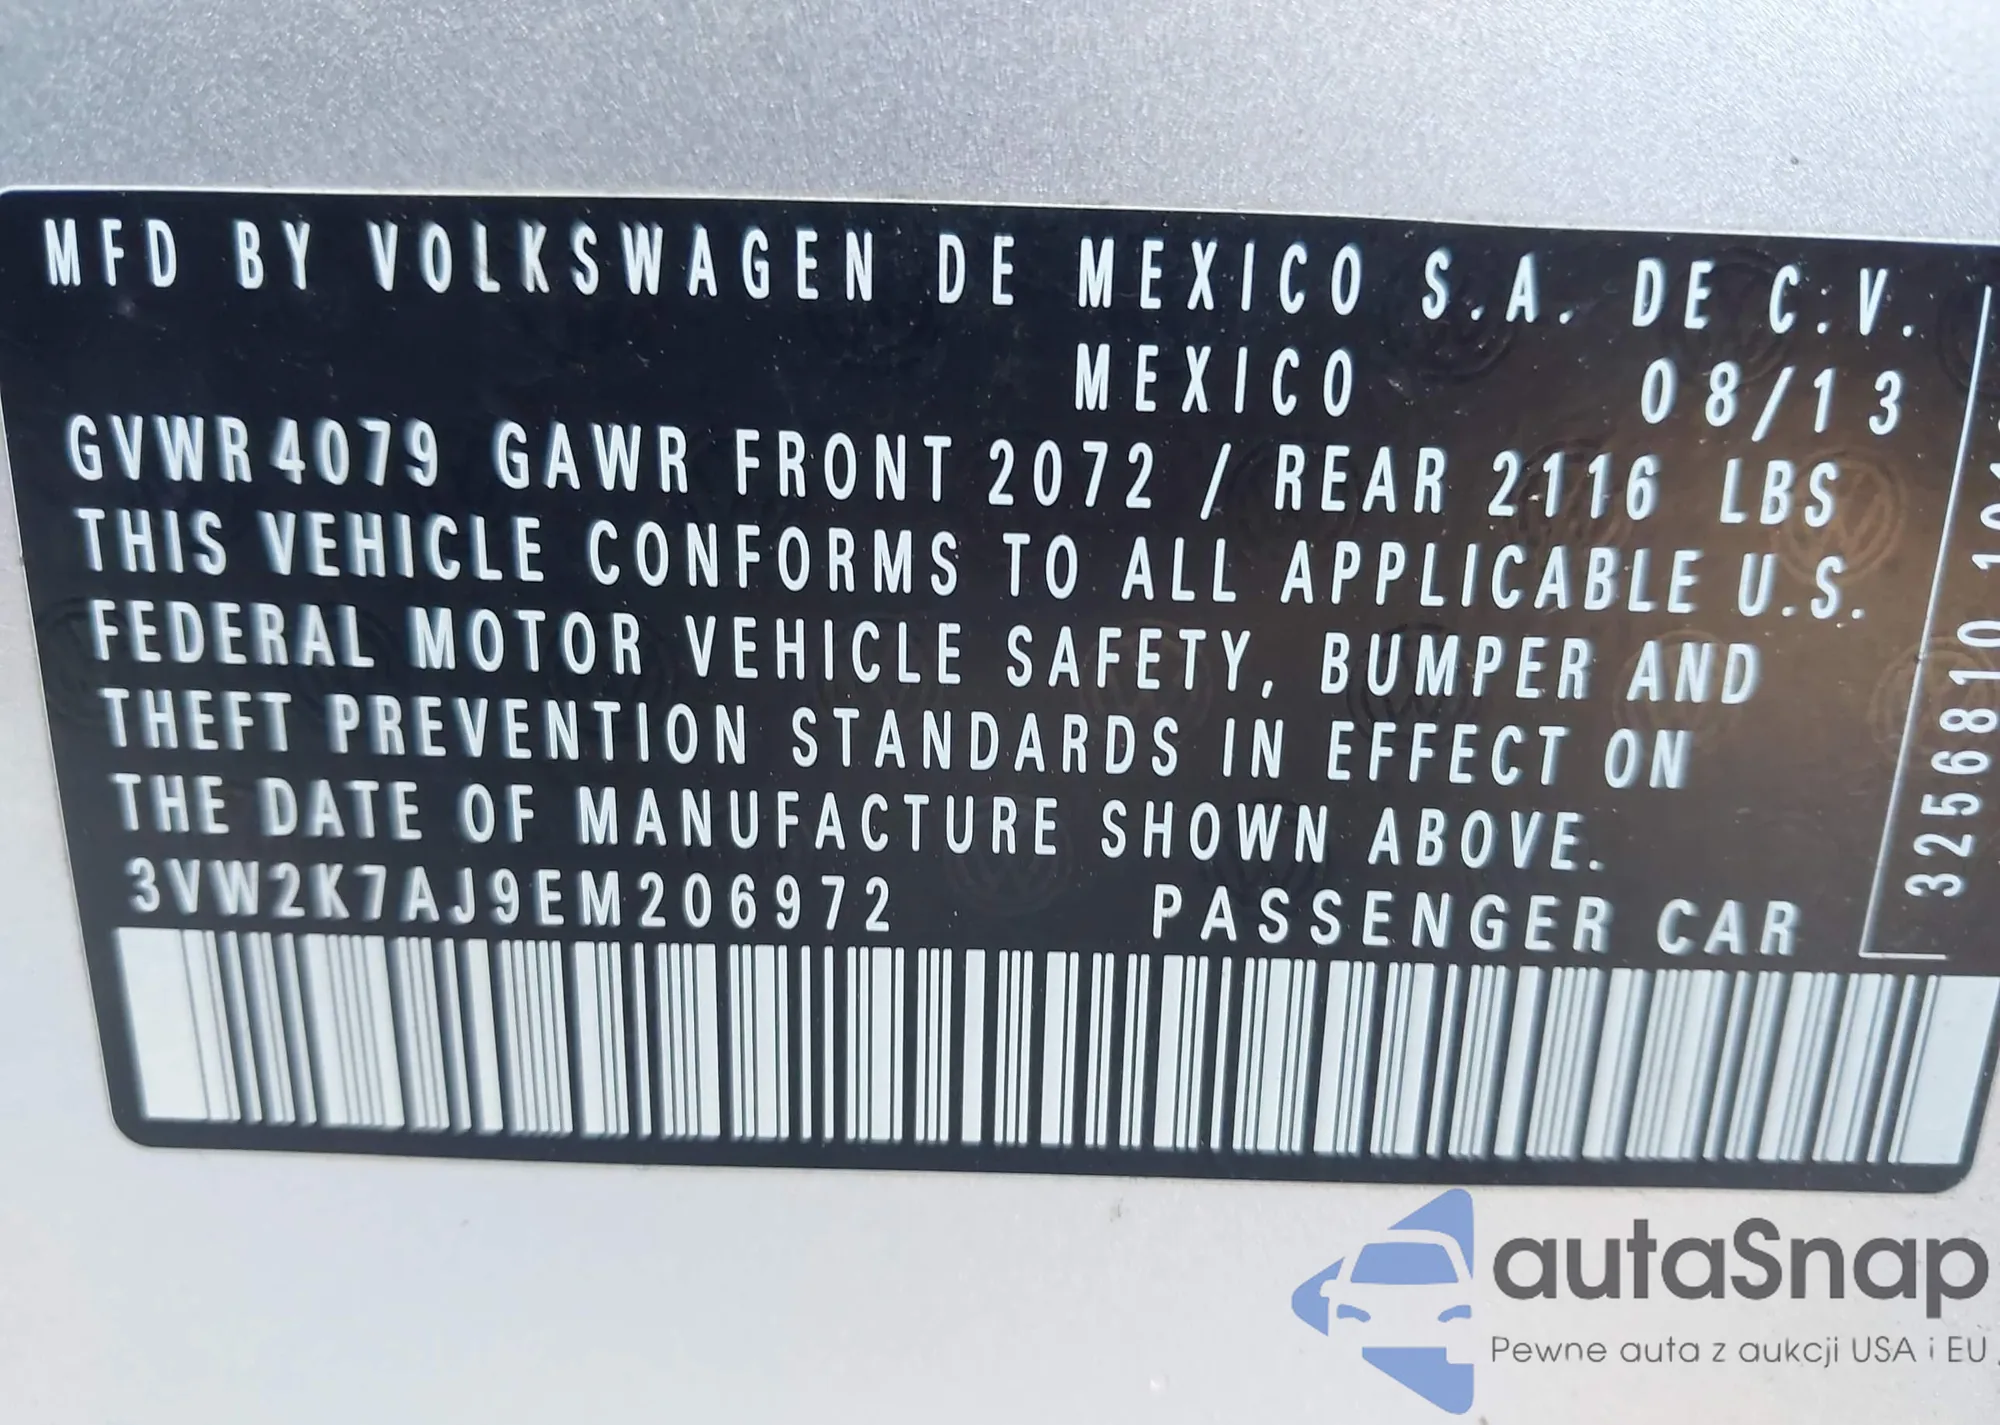 MFD BY VOLKSWAGEN DE MEXICO S.A. DE C.V.
MEXICO 08/13
GVWR 4079 GAWR FRONT 2072 / REAR 2116 LBS
THIS VEHICLE CONFORMS TO ALL APPLICABLE U.S.
FEDERAL MOTOR VEHICLE SAFETY, BUMPER AND
THEFT PREVENTION STANDARDS IN EFFECT ON
THE DATE OF MANUFACTURE SHOWN ABOVE.
3VW2K7AJ9EM206972 PASSENGER CAR
3256810
autaSnap
Pewne auta z aukcji USA i EU